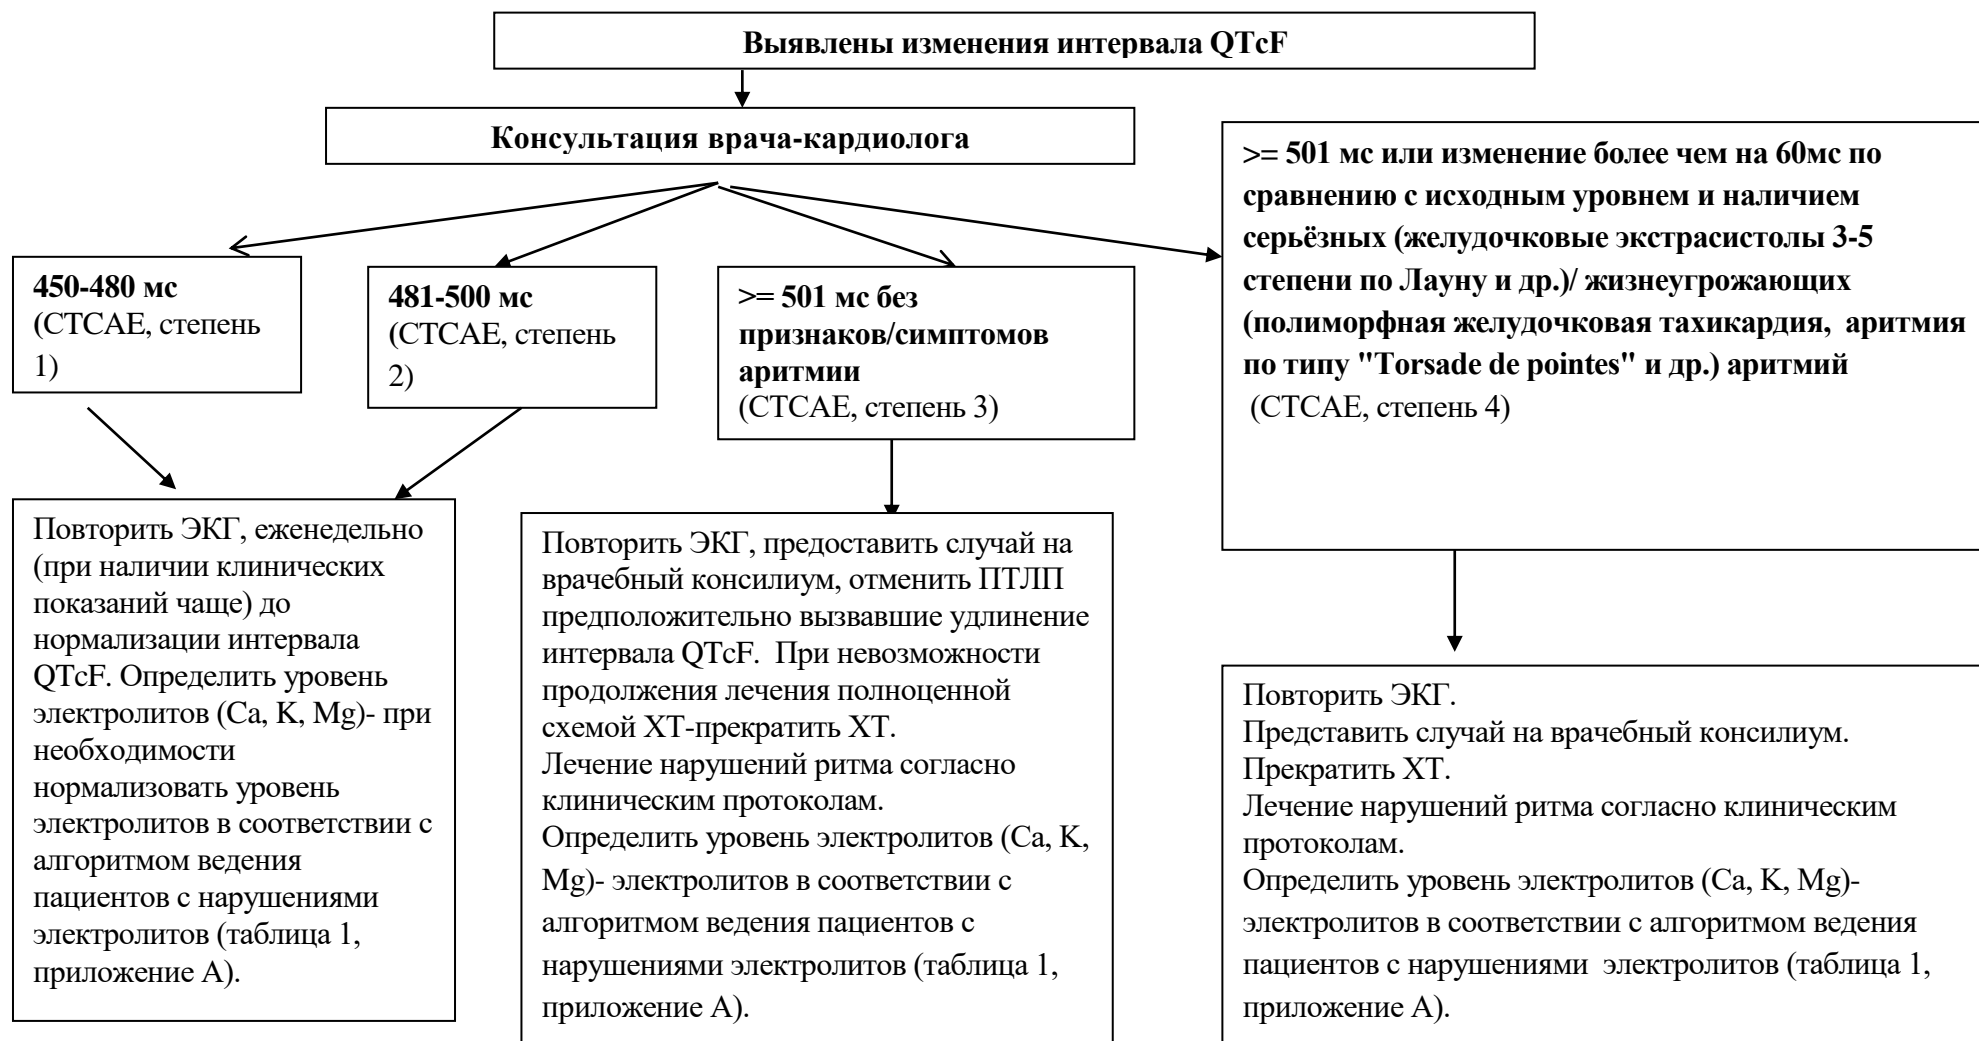 Выявлены изменения интервала QTcF
Консультация врача-кардиолога
450-480 мс
(CTCAE, степень
1)
481-500 мс
(CTCAE, степень
2)
>= 501 мс без
признаков/симптомов
аритмии
(CTCAE, степень 3)
>= 501 мс или изменение более чем на 60мс по
сравнению с исходным уровнем и наличием
серьёзных (желудочковые экстрасистолы 3-5
степени по Лауну и др.)/ жизнеугрожающих
(полиморфная желудочковая тахикардия, аритмия
по типу "Torsade de pointes" и др.) аритмий
(CTCAE, степень 4)
Повторить ЭКГ, еженедельно
(при наличии клинических
показаний чаще) до
нормализации интервала
QTcF. Определить уровень
электролитов (Ca, K, Mg)- при
необходимости
нормализовать уровень
электролитов в соответствии с
алгоритмом ведения
пациентов с нарушениями
электролитов (таблица 1,
приложение А).
Повторить ЭКГ, предоставить случай на
врачебный консилиум, отменить ПТЛП
предположительно вызвавшие удлинение
интервала QTcF. При невозможности
продолжения лечения полноценной
схемой ХТ-прекратить ХТ.
Лечение нарушений ритма согласно
клиническим протоколам.
Определить уровень электролитов (Ca, K,
Mg)- электролитов в соответствии с
алгоритмом ведения пациентов с
нарушениями электролитов (таблица 1,
приложение А).
Повторить ЭКГ.
Представить случай на врачебный консилиум.
Прекратить ХТ.
Лечение нарушений ритма согласно клиническим
протоколам.
Определить уровень электролитов (Ca, K, Mg)-
электролитов в соответствии с алгоритмом ведения
пациентов с нарушениями электролитов (таблица 1,
приложение А).